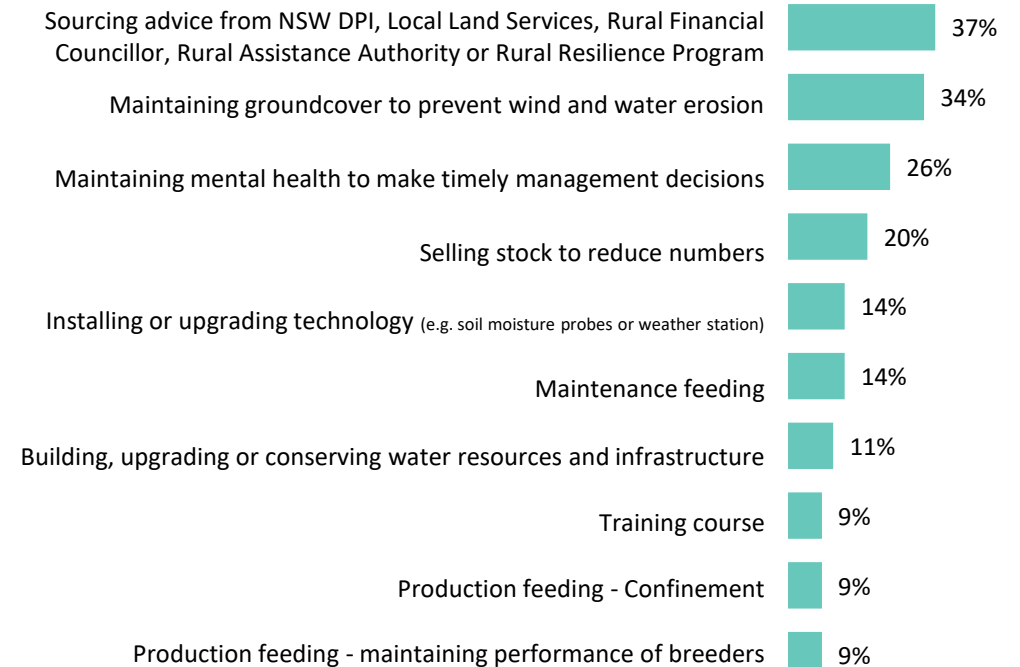 Sourcing advice from NSW DPI, Local Land Services, Rural Financial
Councillor, Rural Assistance Authority or Rural Resilience Program
37%
Maintaining groundcover to prevent wind and water erosion
34%
Maintaining mental health to make timely management decisions
26%
Selling stock to reduce numbers
20%
Installing or upgrading technology (e.g. soil moisture probes or weather station)
14%
Maintenance feeding
14%
Building, upgrading or conserving water resources and infrastructure
11%
Training course
9%
Production feeding - Confinement
9%
Production feeding - maintaining performance of breeders
9%